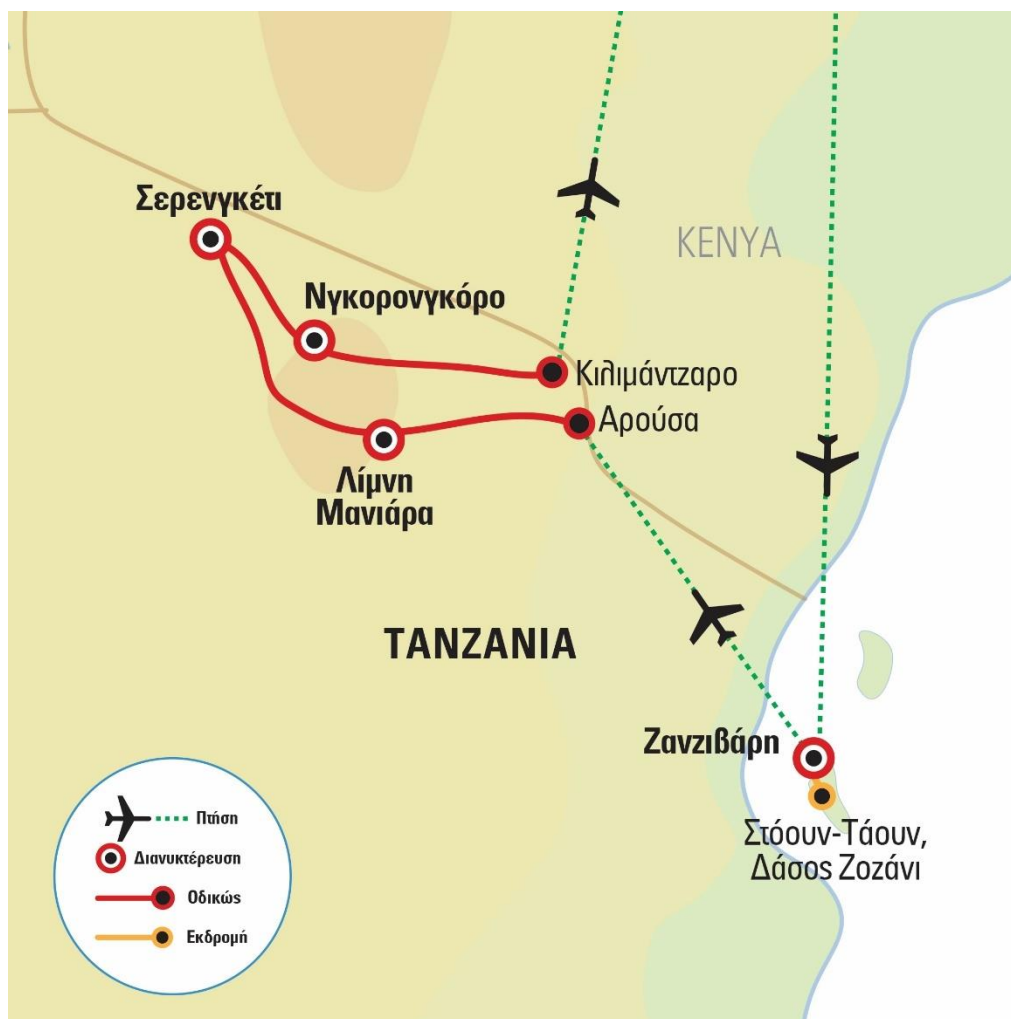 Σερενγκέτι
KENYA
Νγκορονγκόρο
Κιλιμάντζαρο
Αρούσα
Λίμνη
Μανιάρα
TANZANIA
Ζανζιβάρη
Στόουν-Τάουν,
Δάσος Ζοζάνι
Πτήση
Διανυκτέρευση
Οδικώς
Εκδρομή